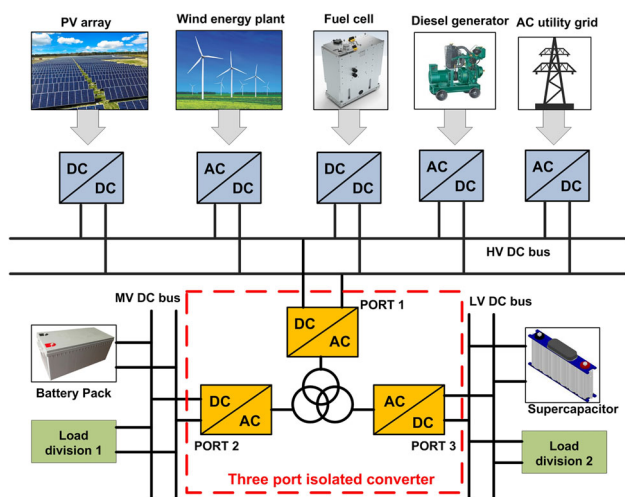 PV array
Wind energy plant
Fuel cell
Diesel generator
AC utility grid
DC
DC
AC
DC
DC
DC
AC
DC
AC
DC
HV DC bus
MV DC bus
PORT 1
LV DC bus
DC
AC
Battery Pack
DC
AC
AC
DC
Supercapacitor
PORT 2
PORT 3
Load
division 1
Load
division 2
Three port isolated converter